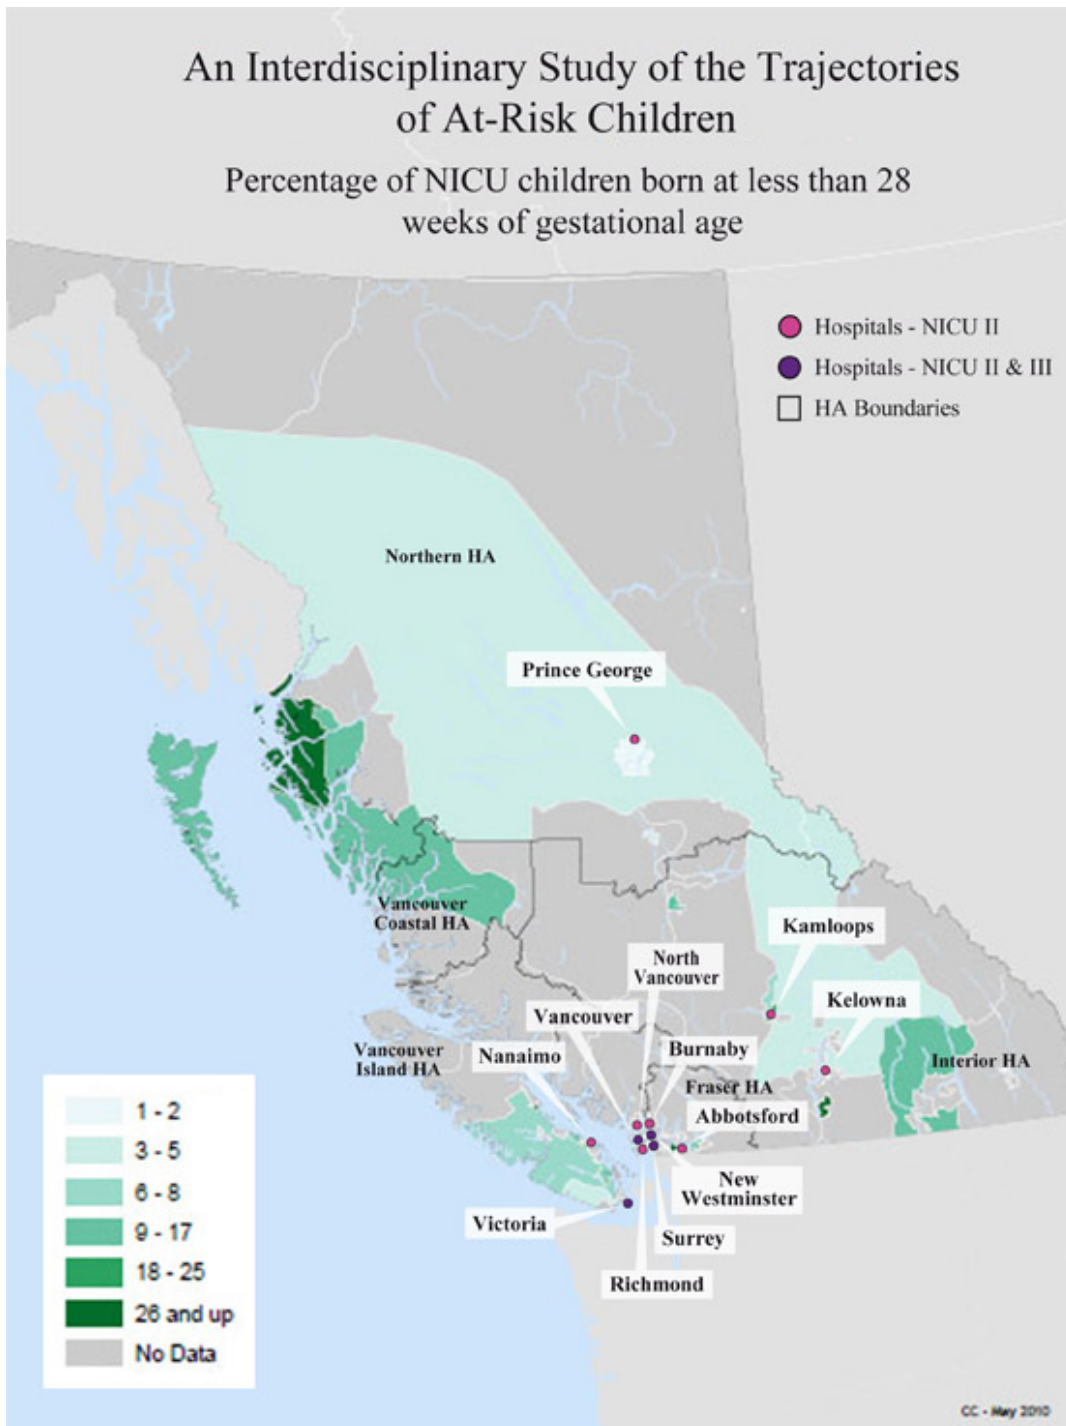 An Interdisciplinary Study of the Trajectories
of At-Risk Children
Percentage of NICU children born at less than 28
weeks of gestational age
Hospitals - NICU II
Hospitals - NICU II & III
HA Boundaries
Northern HA
Prince George
Vancouver
Coastal HA
Kamloops
North
Vancouver
Kelowna
Vancouver
Burnaby
Vancouver
Island HA
Nanaimo
Interior HA
Fraser HA
Abbotsford
New
Westminster
Victoria
Surrey
Richmond
1 - 2
3 - 5
6 - 8
9 - 17
18 - 25
26 and up
No Data
CC - May 2010